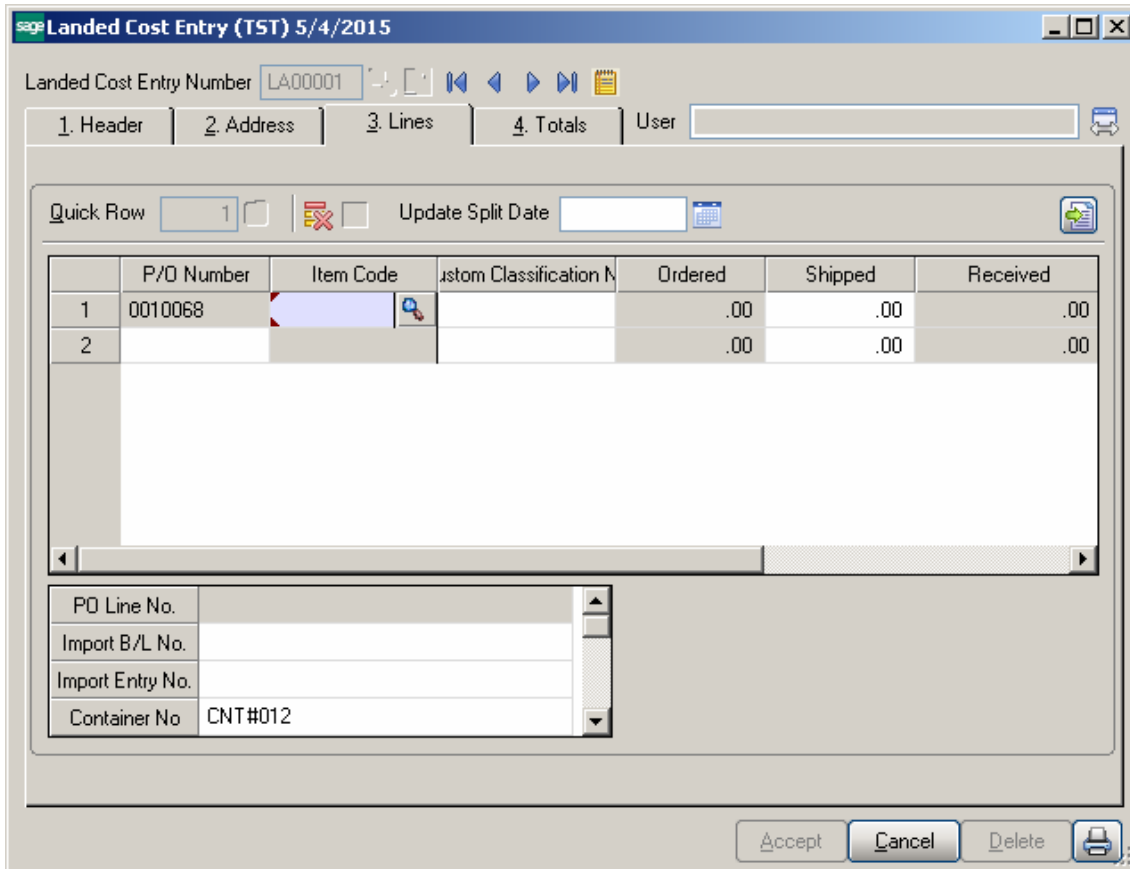 sage Landed Cost Entry (TST) 5/4/2015
Landed Cost Entry Number LA00001
1. Header 2. Address 3. Lines 4. Totals User
Quick Row 1 Update Split Date
P/O Number Item Code ustom Classification N Ordered Shipped Received
1 0010068 .00 .00 .00
2 .00 .00 .00
PO Line No.
Import B/L No.
Import Entry No.
Container No CNT#012
Accept Cancel Delete